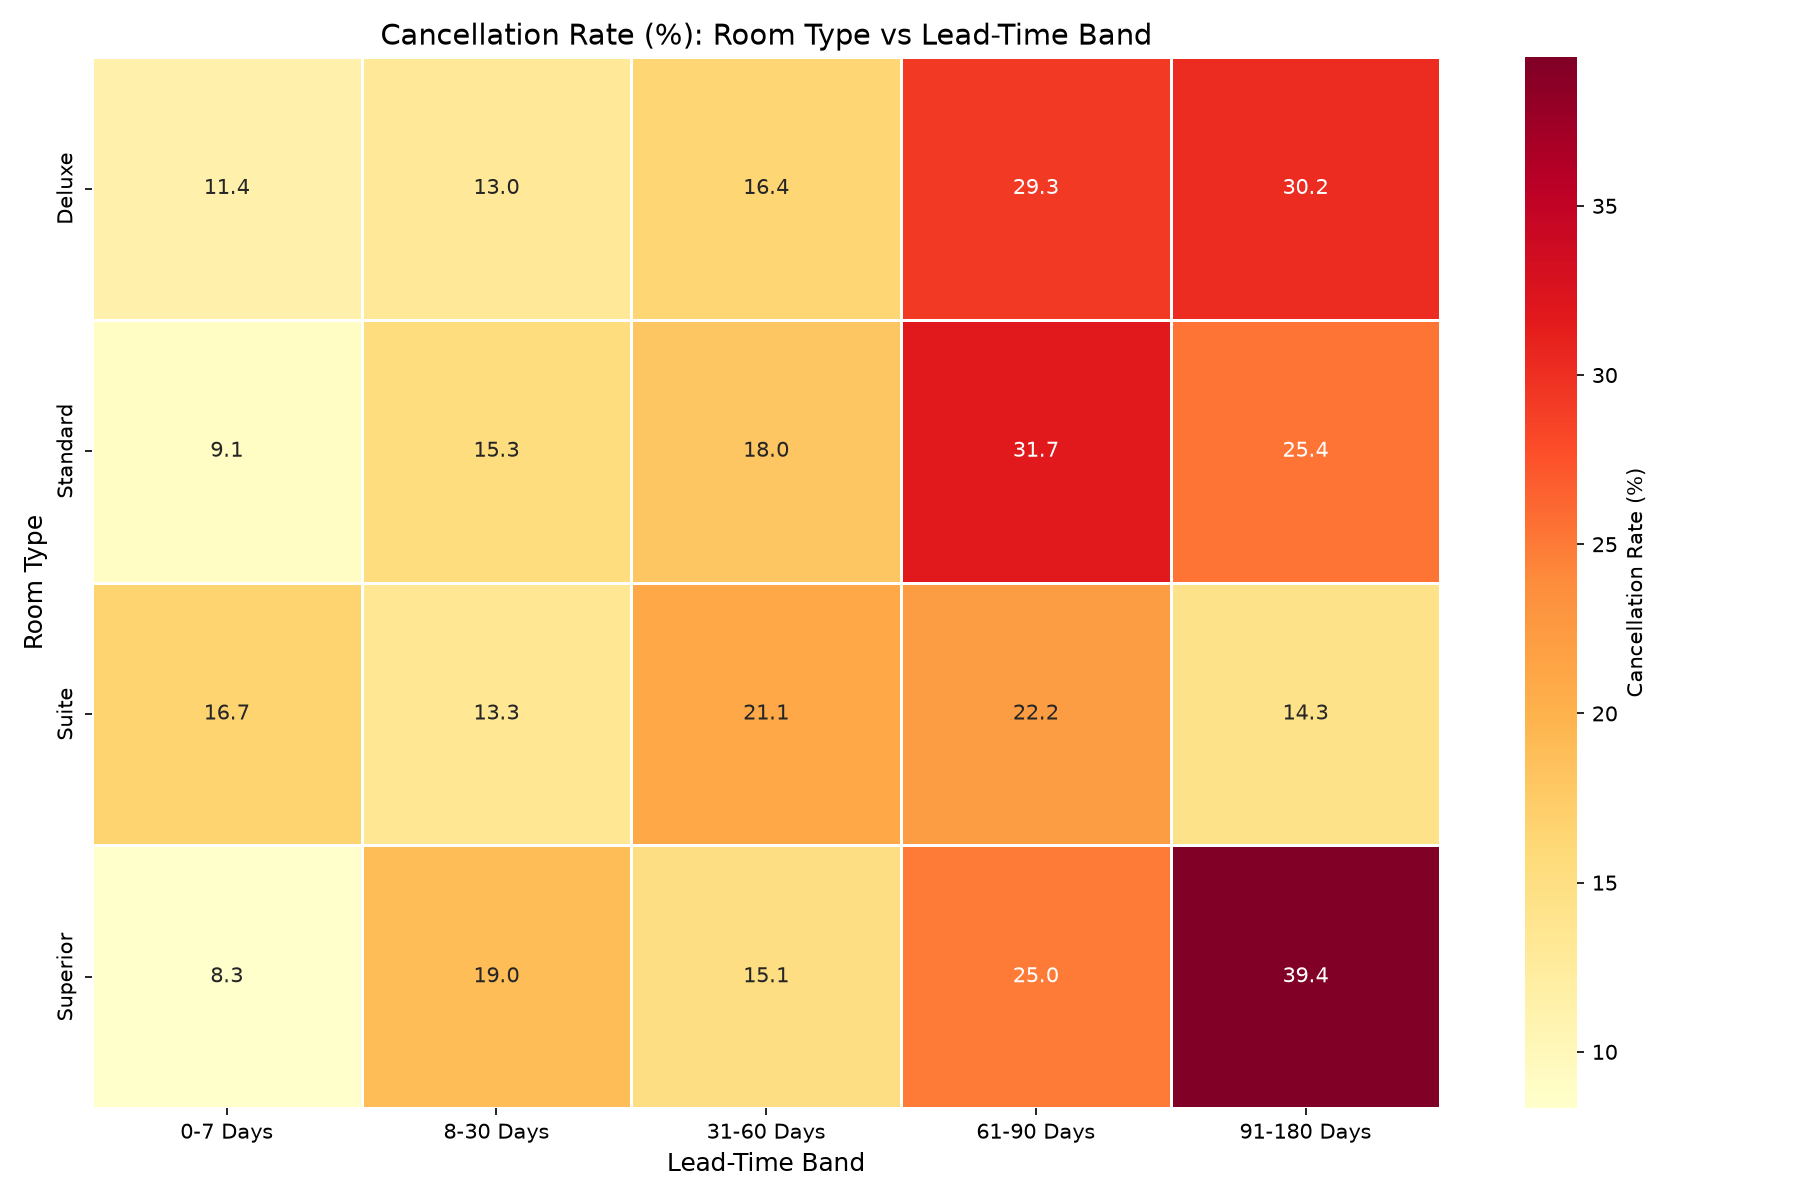 Cancellation Rate (%): Room Type vs Lead-Time Band
Room Type
Deluxe
11.4 13.0 16.4 29.3 30.2
Standard
9.1 15.3 18.0 31.7 25.4
Suite
16.7 13.3 21.1 22.2 14.3
Superior
8.3 19.0 15.1 25.0 39.4
0-7 Days 8-30 Days 31-60 Days 61-90 Days 91-180 Days
Lead-Time Band
35
30
25
20
15
10
Cancellation Rate (%)